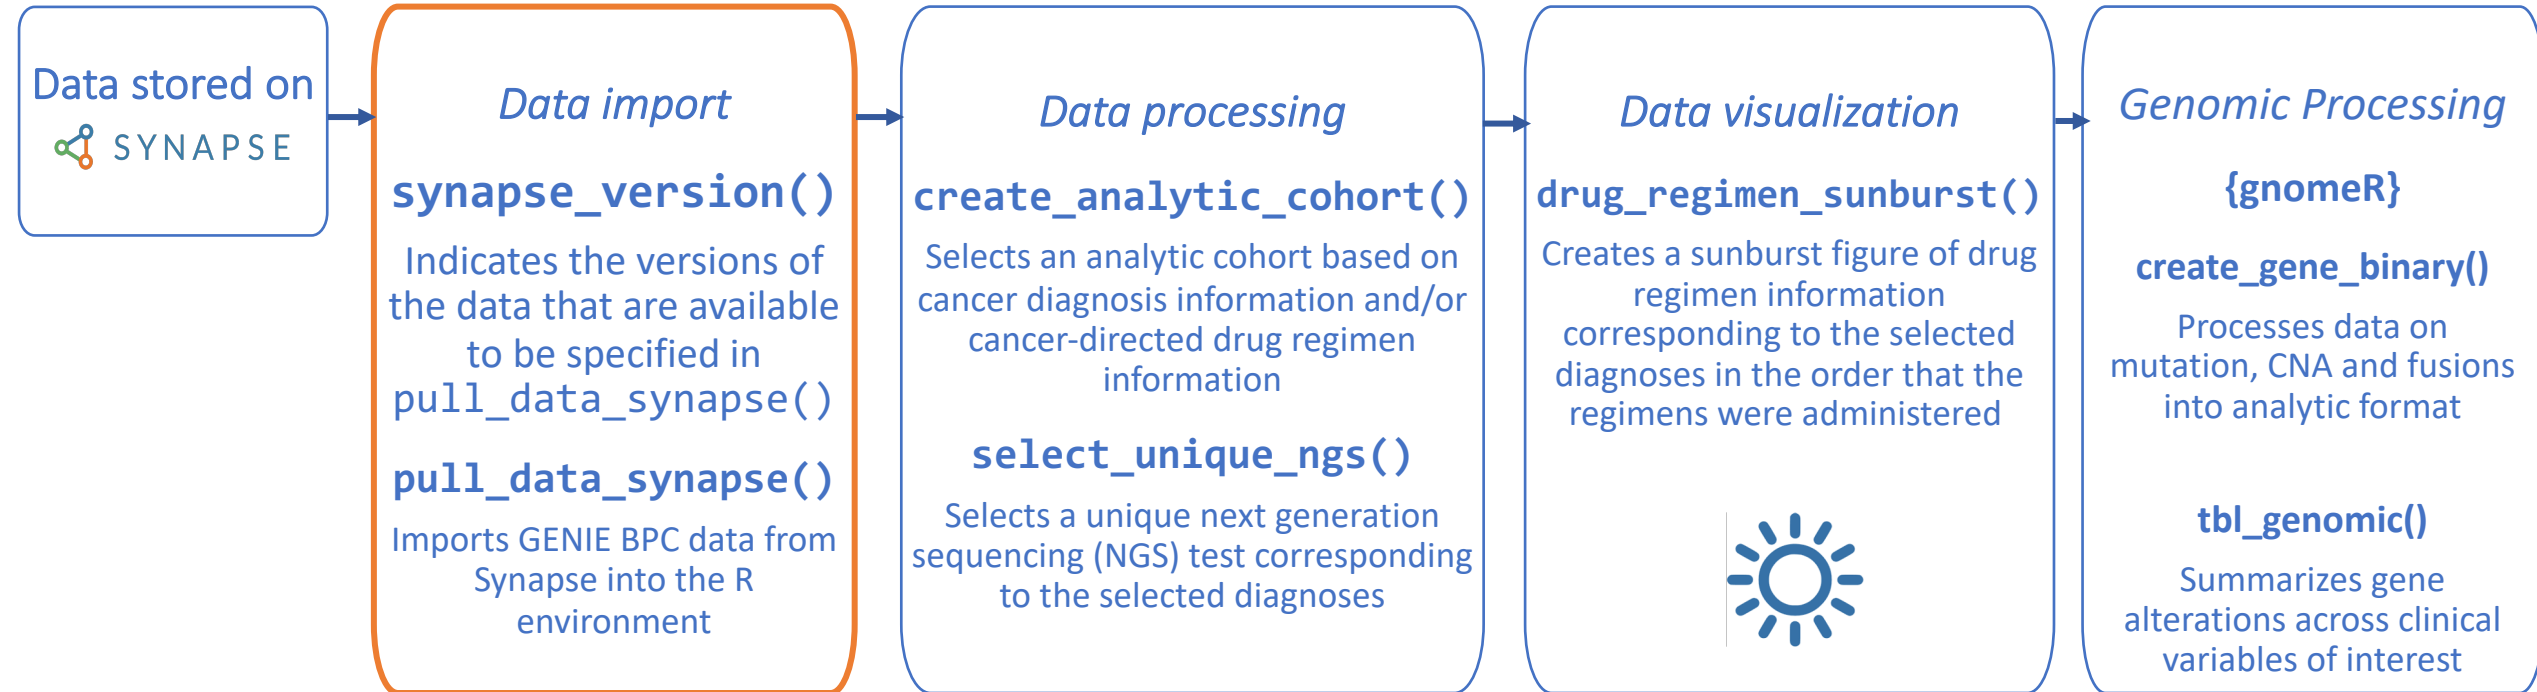 Data stored on
SYNAPSE
Data import
synapse_version()
Indicates the versions of
the data that are available
to be specified in
pull_data_synapse()
pull_data_synapse()
Imports GENIE BPC data from
Synapse into the R
environment
Data processing
create_analytic_cohort()
Selects an analytic cohort based on
cancer diagnosis information and/or
cancer-directed drug regimen
information
select_unique_ngs()
Selects a unique next generation
sequencing (NGS) test corresponding
to the selected diagnoses
Data visualization
drug_regimen_sunburst()
Creates a sunburst figure of drug
regimen information
corresponding to the selected
diagnoses in the order that the
regimens were administered
Genomic Processing
{gnomeR}
create_gene_binary()
Processes data on
mutation, CNA and fusions
into analytic format
tbl_genomic()
Summarizes gene
alterations across clinical
variables of interest